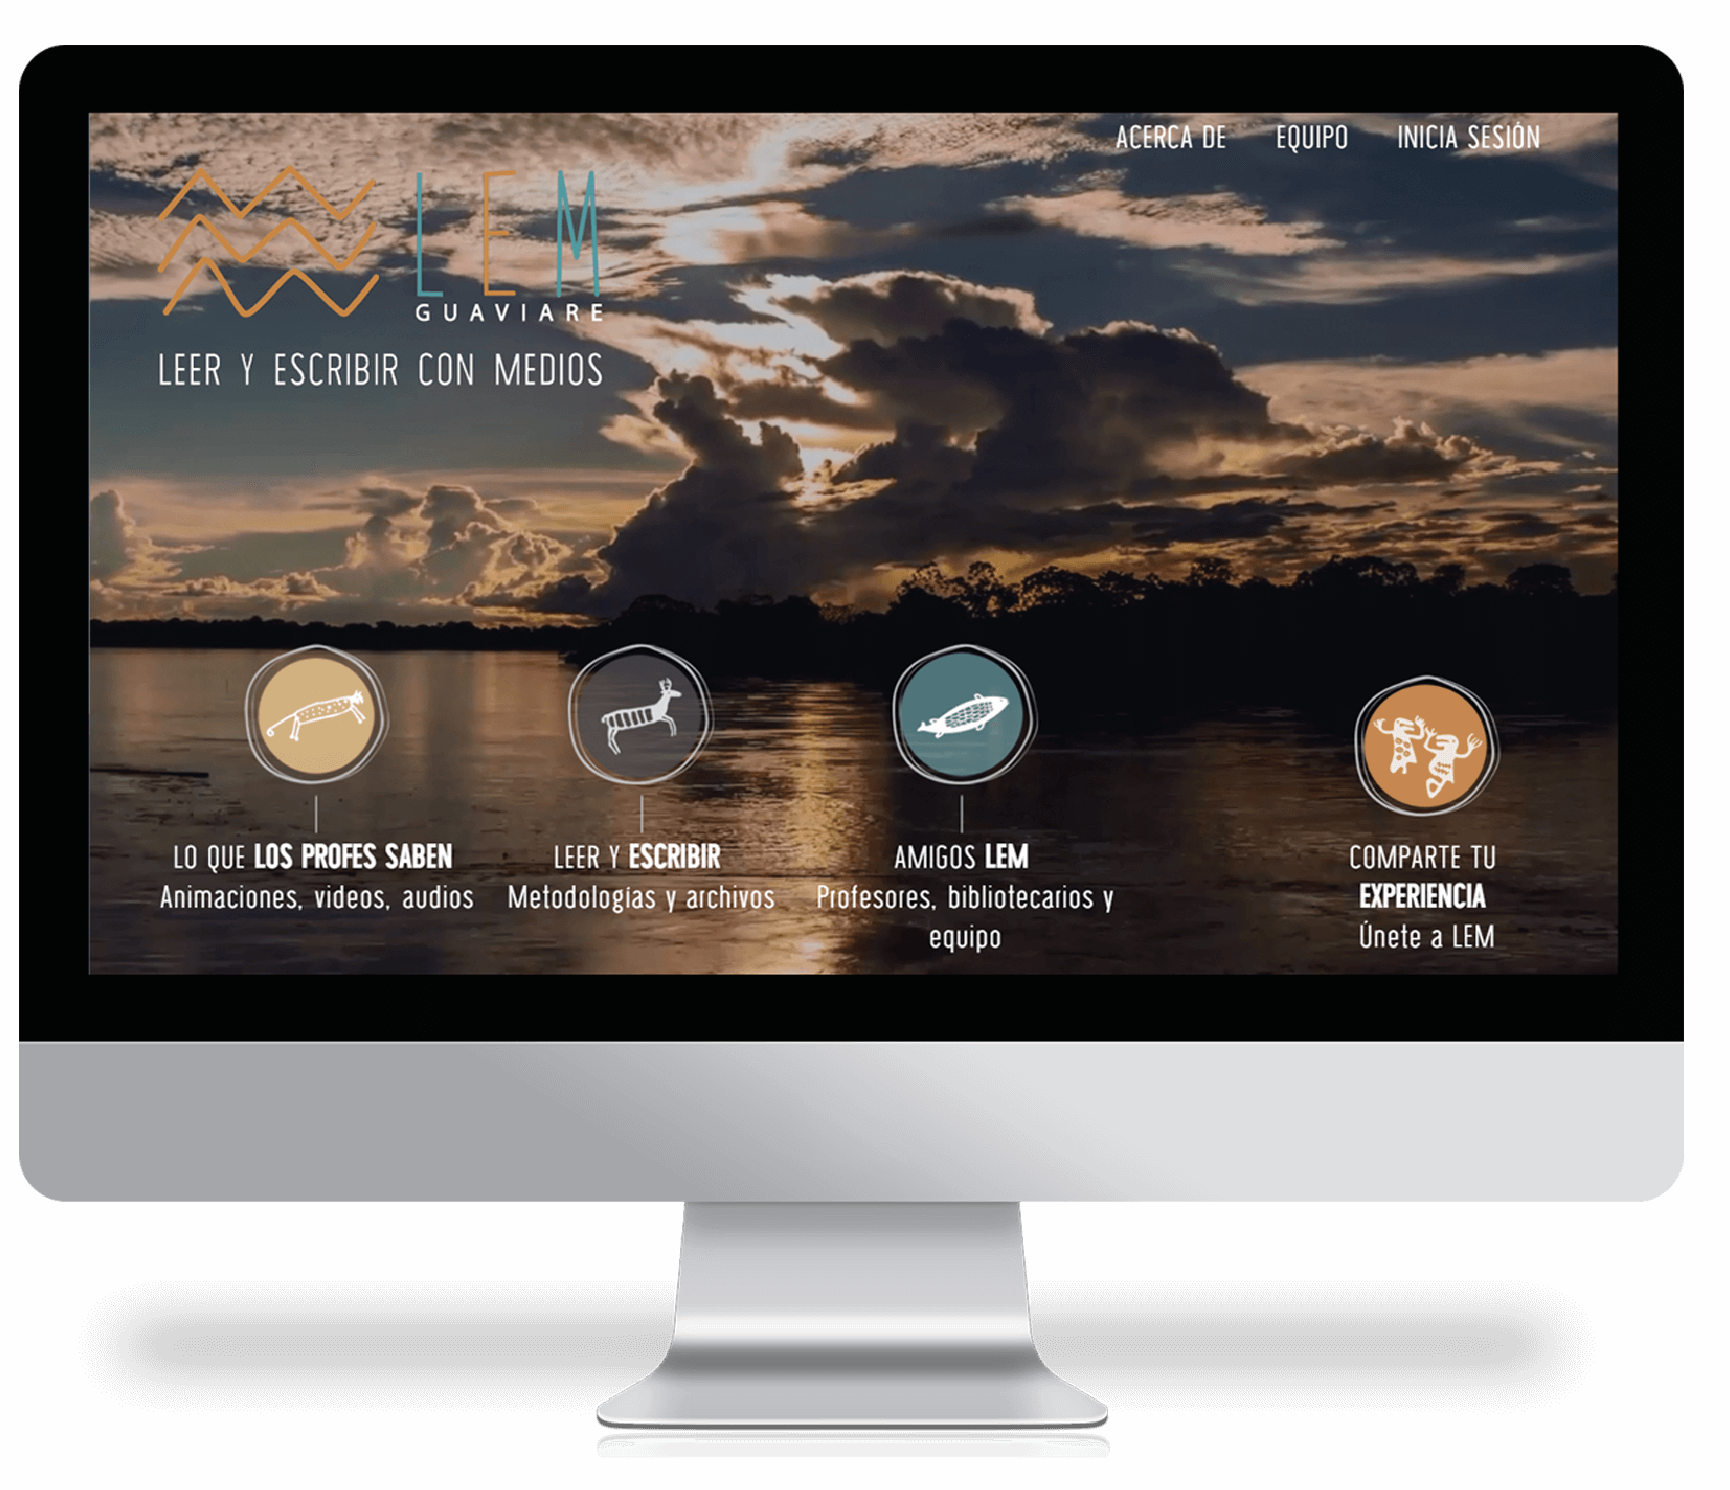 ACERCA DE EQUIPO INICIA SESIÓN
LEM
GUAVIARE
LEER Y ESCRIBIR CON MEDIOS
LO QUE LOS PROFES SABEN
Animaciones, videos, audios
LEER Y ESCRIBIR
Metodologías y archivos
AMIGOS LEM
Profesores, bibliotecarios y
equipo
COMPARTE TU
EXPERIENCIA
Únete a LEM